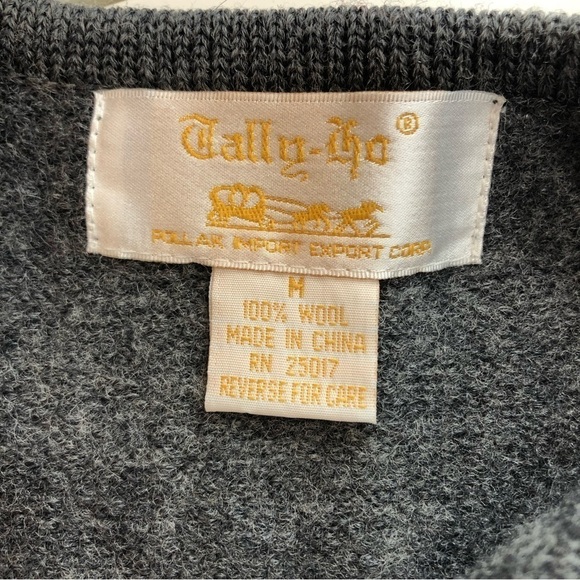 Tally-Ho®
POLLAK IMPORT EXPORT CORP.
M
100% WOOL
MADE IN CHINA
RN 25017
REVERSE FOR CARE